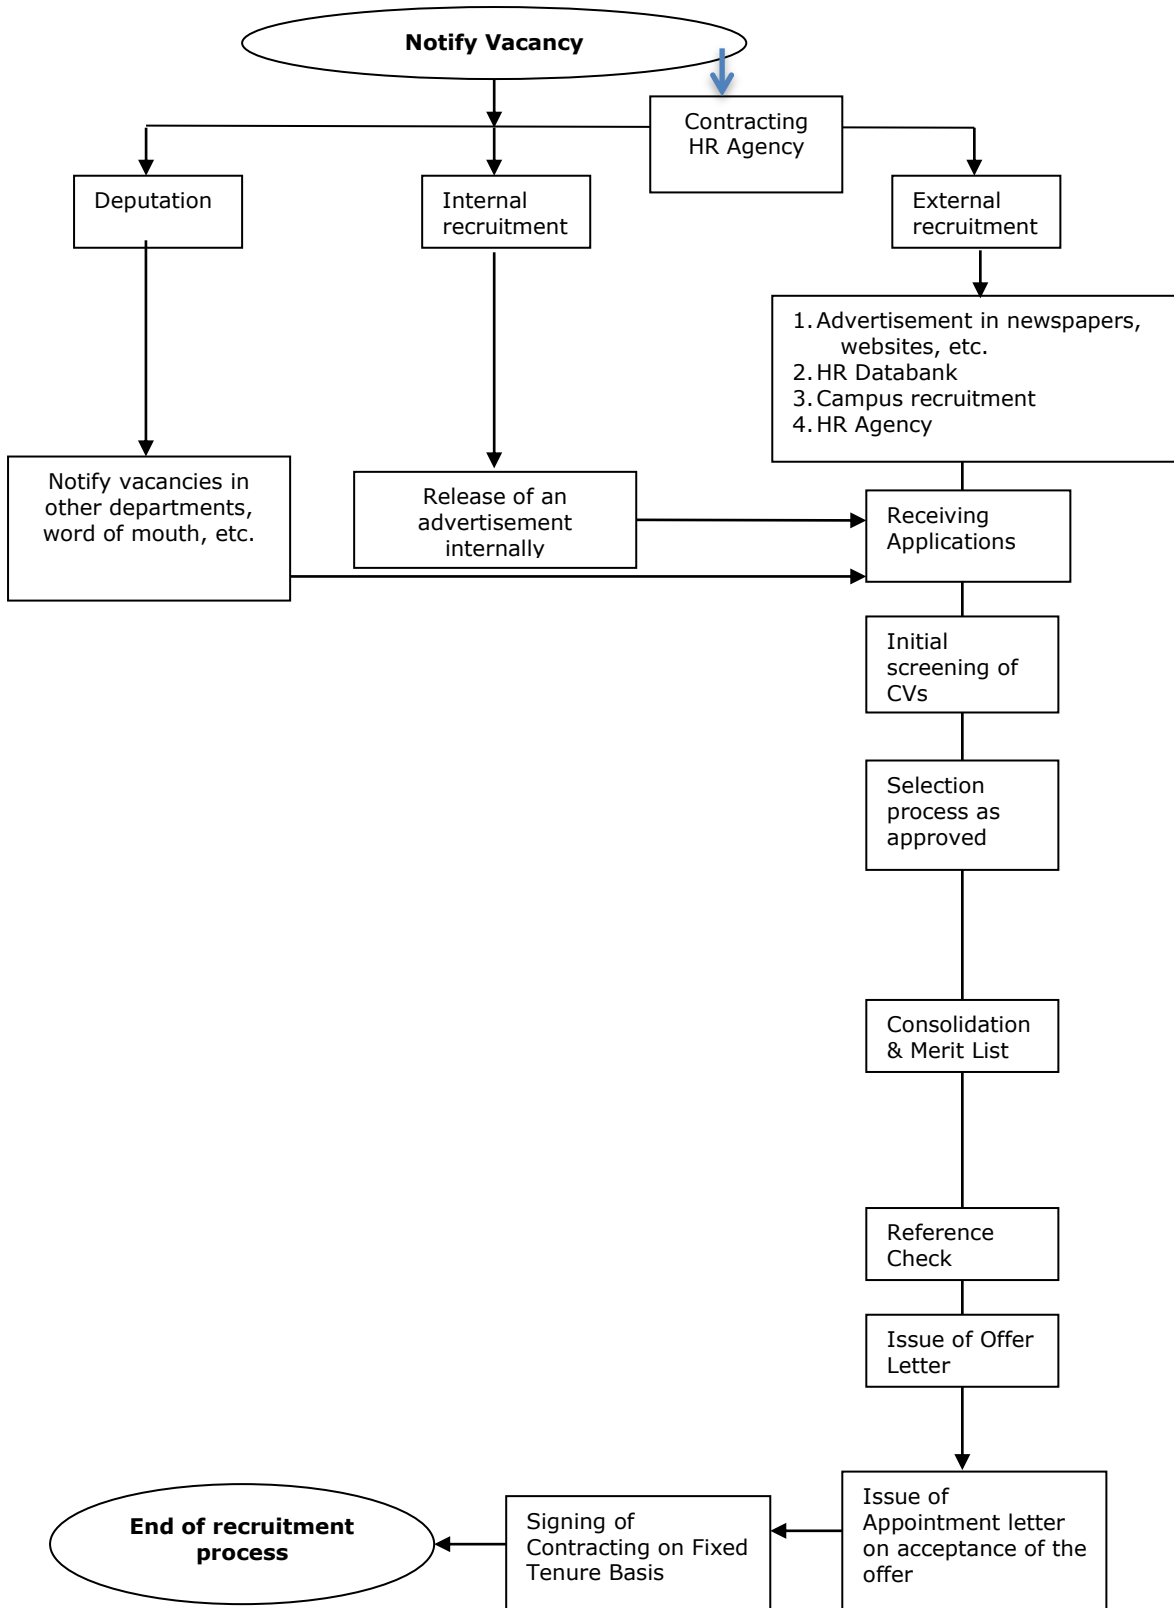 Notify Vacancy
Contracting
HR Agency
Deputation
Internal
recruitment
External
recruitment
1. Advertisement in newspapers,
websites, etc.
2. HR Databank
3. Campus recruitment
4. HR Agency
Notify vacancies in
other departments,
word of mouth, etc.
Release of an
advertisement
internally
Receiving
Applications
Initial
screening of
CVs
Selection
process as
approved
Consolidation
& Merit List
Reference
Check
Issue of Offer
Letter
Issue of
Appointment letter
on acceptance of the
offer
Signing of
Contracting on Fixed
Tenure Basis
End of recruitment
process